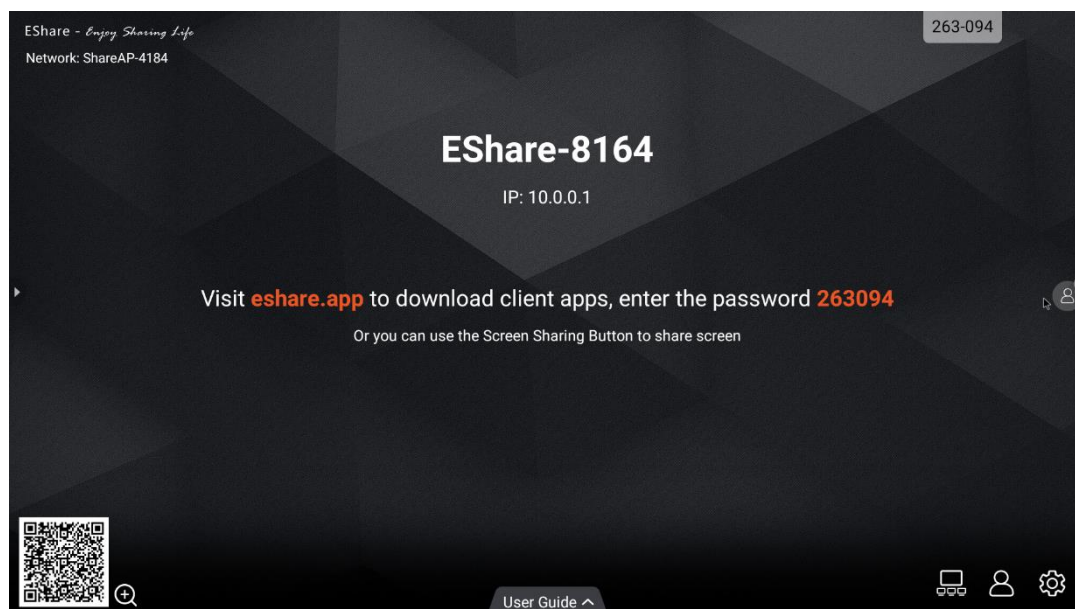 EShare - Enjoy Sharing Life
263-094
Network: ShareAP-4184
EShare-8164
IP: 10.0.0.1
Visit eshare.app to download client apps, enter the password 263094
Or you can use the Screen Sharing Button to share screen
User Guide